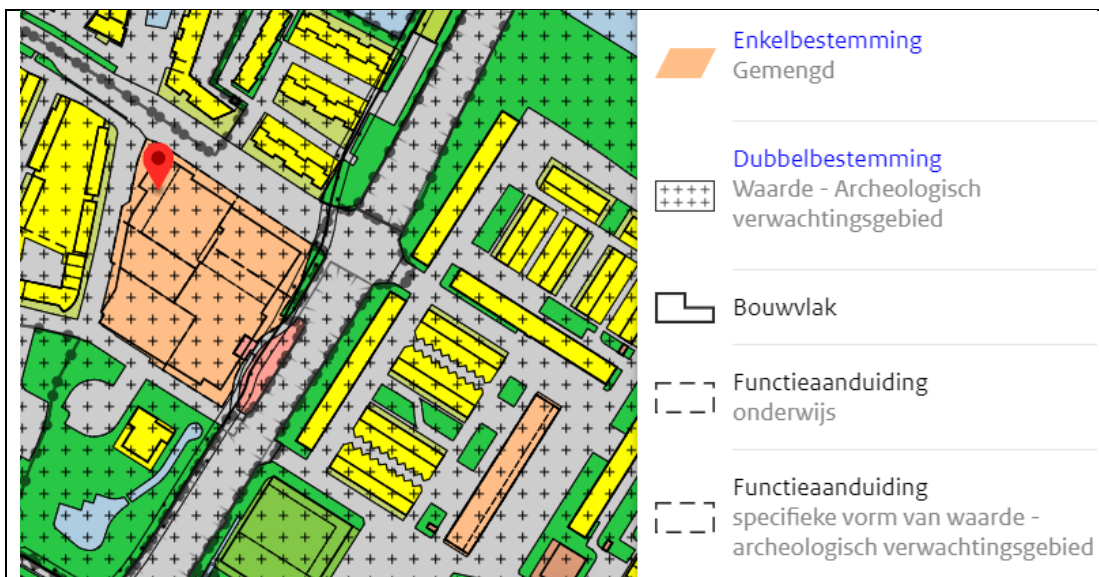 Enkelbestemming
Gemengd
Dubbelbestemming
Waarde - Archeologisch
verwachtingsgebied
Bouwvlak
Functieaanduiding
onderwijs
Functieaanduiding
specifieke vorm van waarde -
archeologisch verwachtingsgebied